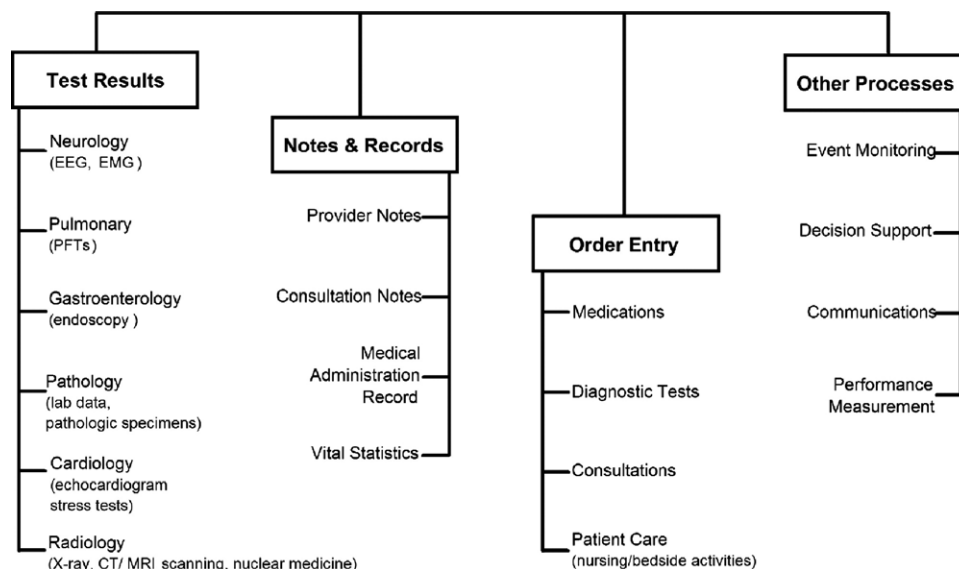 Test Results
Neurology
(EEG, EMG )
Pulmonary
(PFTs)
Gastroenterology
(endoscopy )
Pathology
(lab data,
pathologic specimens)
Cardiology
(echocardiogram
stress tests)
Radiology
(X-ray, CT/ MRI scanning, nuclear medicine)
Notes & Records
Provider Notes
Consultation Notes
Medical
Administration
Record
Vital Statistics
Order Entry
Medications
Diagnostic Tests
Consultations
Patient Care
(nursing/bedside activities)
Other Processes
Event Monitoring
Decision Support
Communications
Performance
Measurement